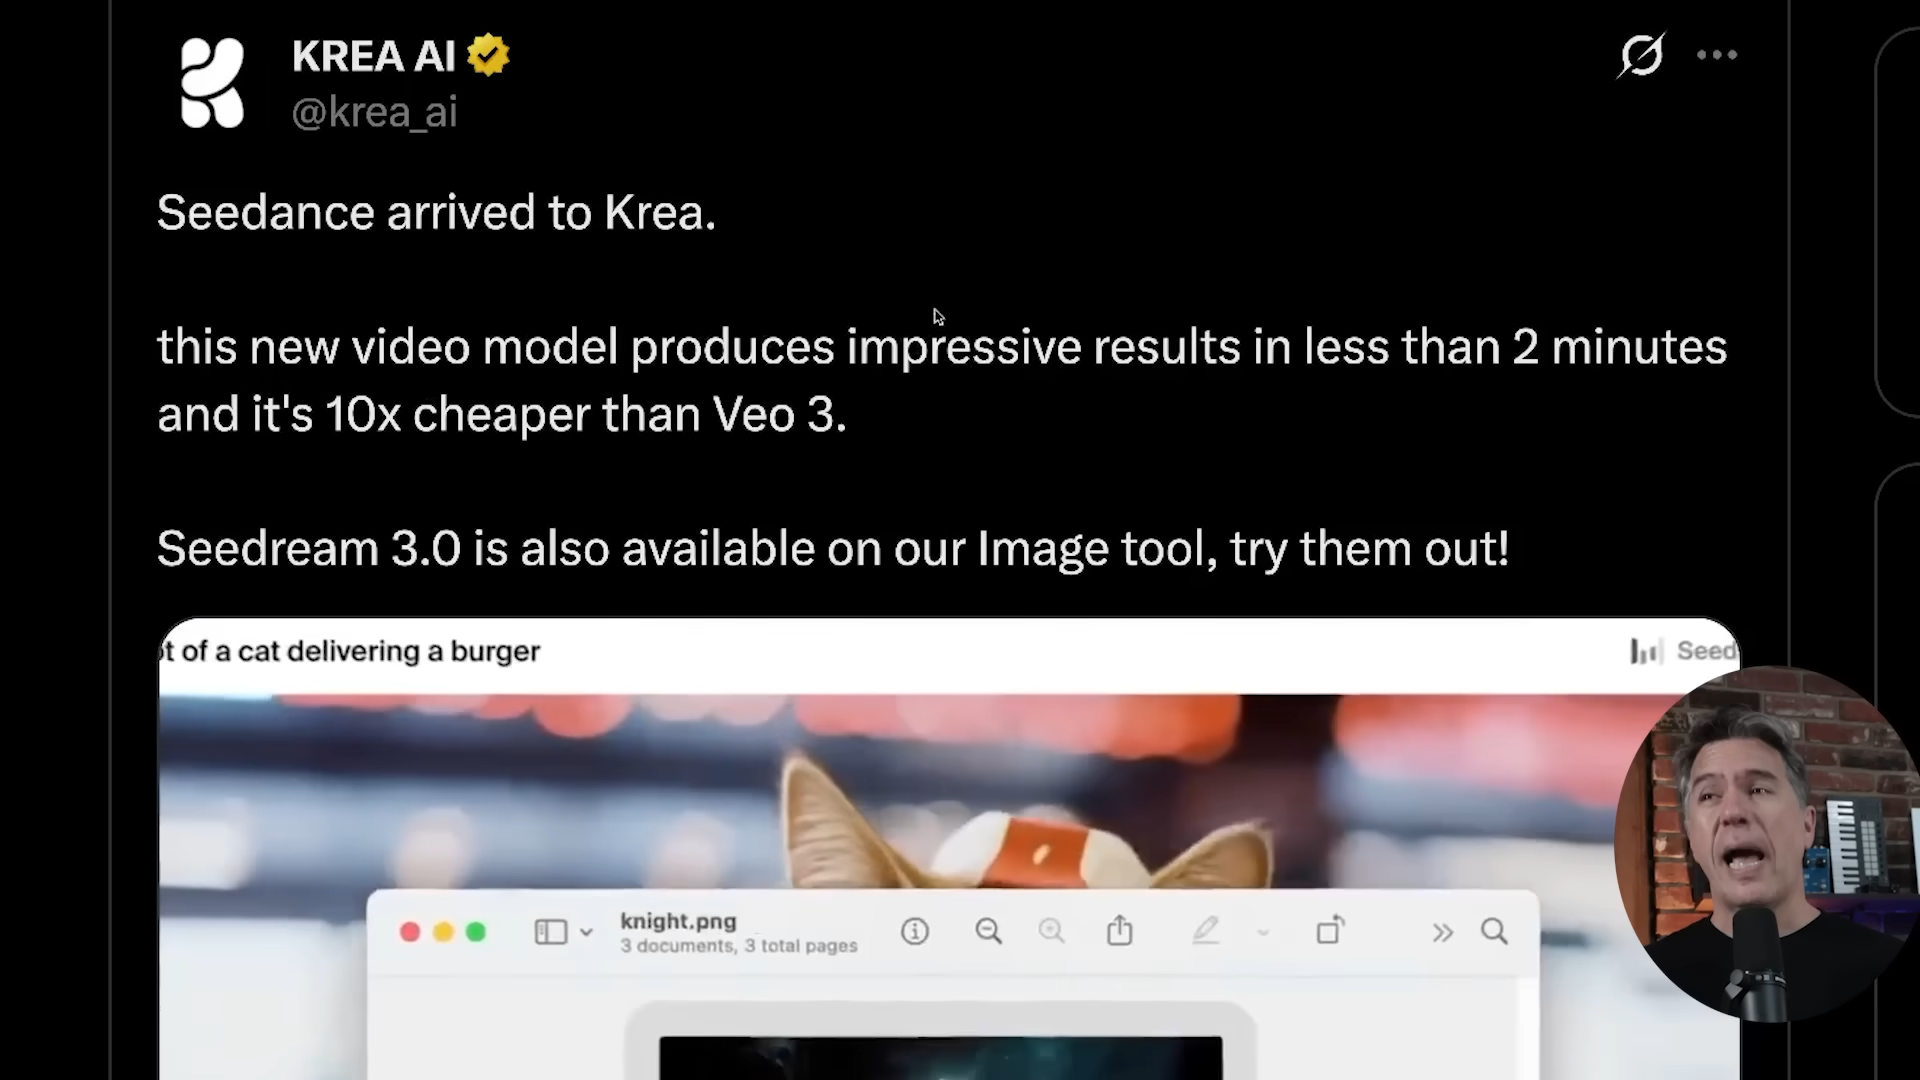 KREA AI
@krea_ai
Seedance arrived to Krea.
this new video model produces impressive results in less than 2 minutes
and it's 10x cheaper than Veo 3.
Seedream 3.0 is also available on our Image tool, try them out!
of a cat delivering a burger
Seed
knight.png
3 documents, 3 total pages